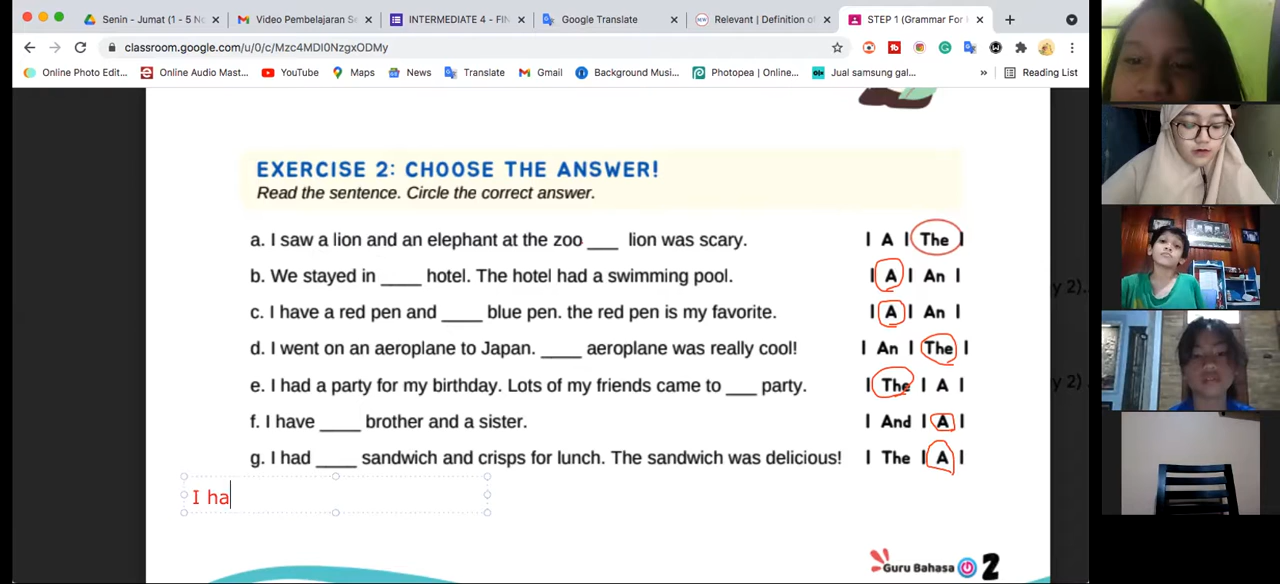 Senin - Jumat (1 - 5 No
Video Pembelajaran Se
INTERMEDIATE 4 - FIN
Google Translate
Relevant | Definition of
STEP 1 (Grammar For
classroom.google.com/u/0/c/Mzc4MDI0NzgxODMy
Online Photo Edit...
Online Audio Mast...
YouTube
Maps
News
Translate
Gmail
Background Musi...
Photopea | Online...
Jual samsung gal...
»
Reading List
EXERCISE 2: CHOOSE THE ANSWER!
Read the sentence. Circle the correct answer.
a. I saw a lion and an elephant at the zoo ___ lion was scary. | A | The |
b. We stayed in ____ hotel. The hotel had a swimming pool. | A | An |
c. I have a red pen and ____ blue pen. the red pen is my favorite. | A | An |
d. I went on an aeroplane to Japan. ____ aeroplane was really cool! | An | The |
e. I had a party for my birthday. Lots of my friends came to ___ party. | The | A |
f. I have ____ brother and a sister. | And | A |
g. I had ____ sandwich and crisps for lunch. The sandwich was delicious! | The | A |
I ha
Guru Bahasa 2